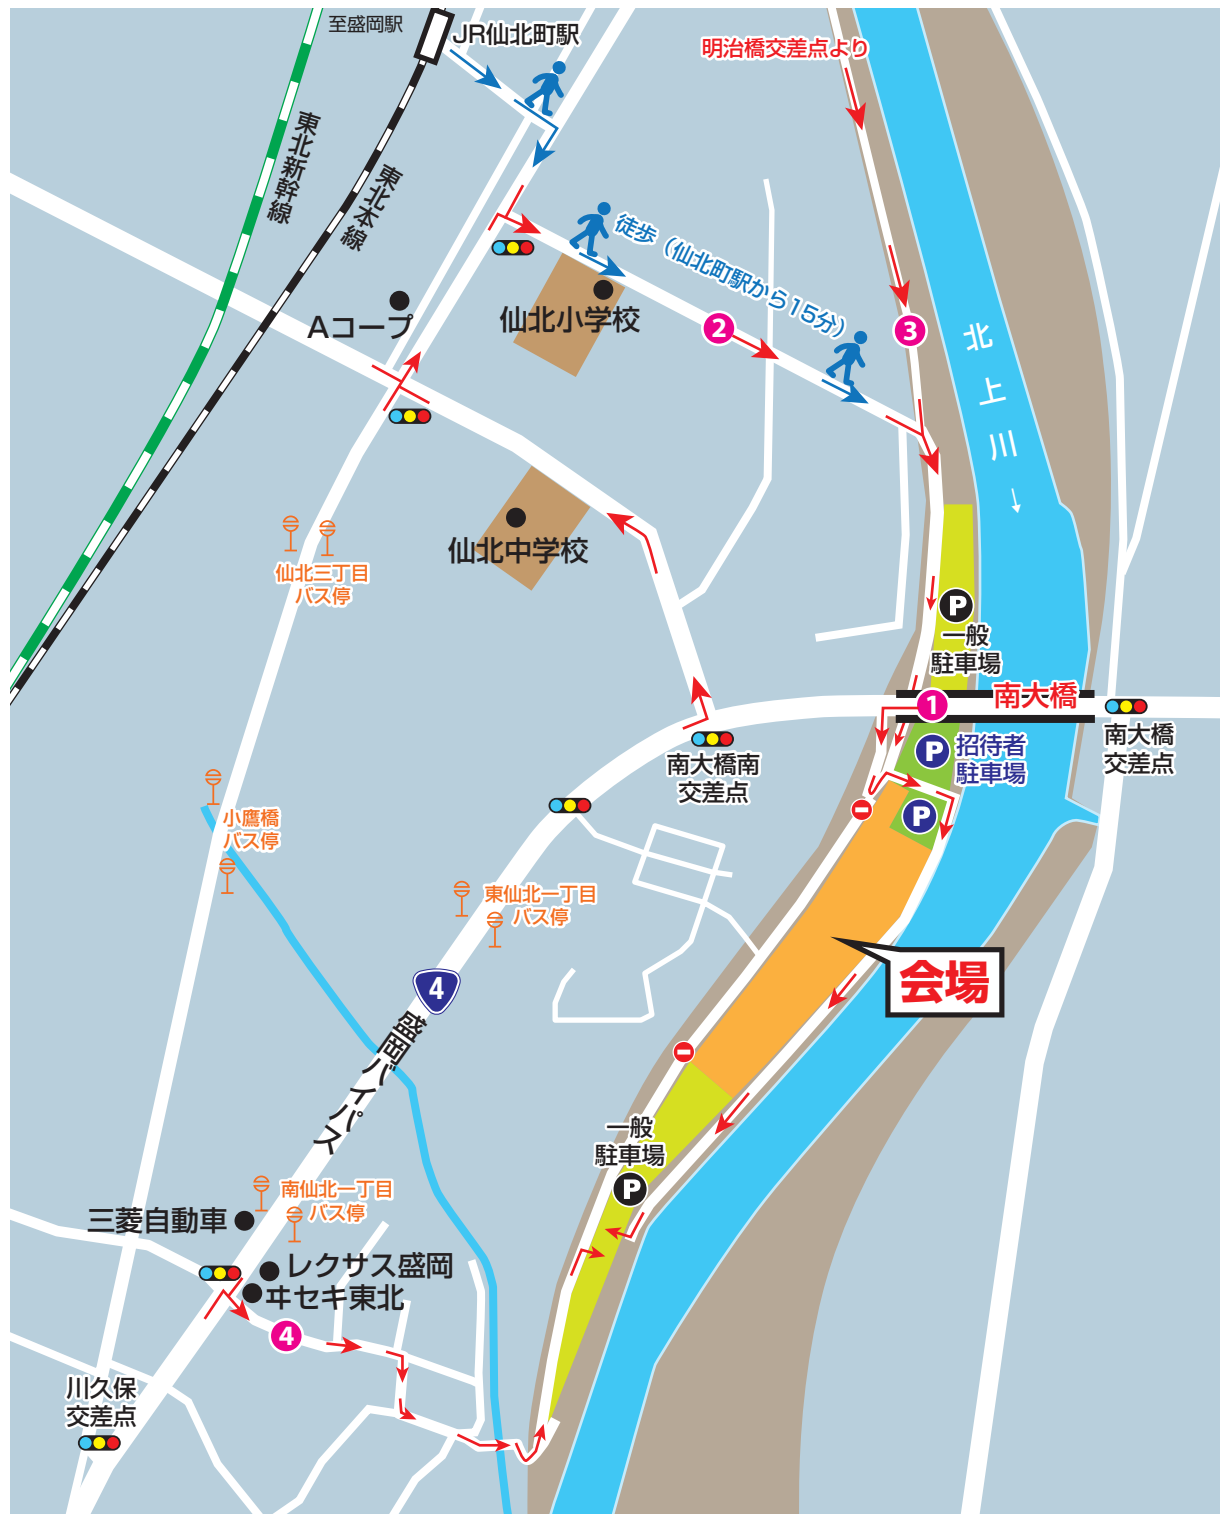 至盛岡駅
JR仙北町駅
明治橋交差点より
東北新幹線
東北本線
徒歩（仙北町駅から15分）
Aコープ
仙北小学校
2
3
北上川→
仙北中学校
仙北三丁目
バス停
P
一般
駐車場
南大橋
1
南大橋
交差点
南大橋南
交差点
P
招待者
駐車場
P
小鷹橋
バス停
東仙北一丁目
バス停
会場
4
盛岡バイパス
一般
駐車場
P
南仙北一丁目
バス停
三菱自動車
レクサス盛岡
ヰセキ東北
4
川久保
交差点